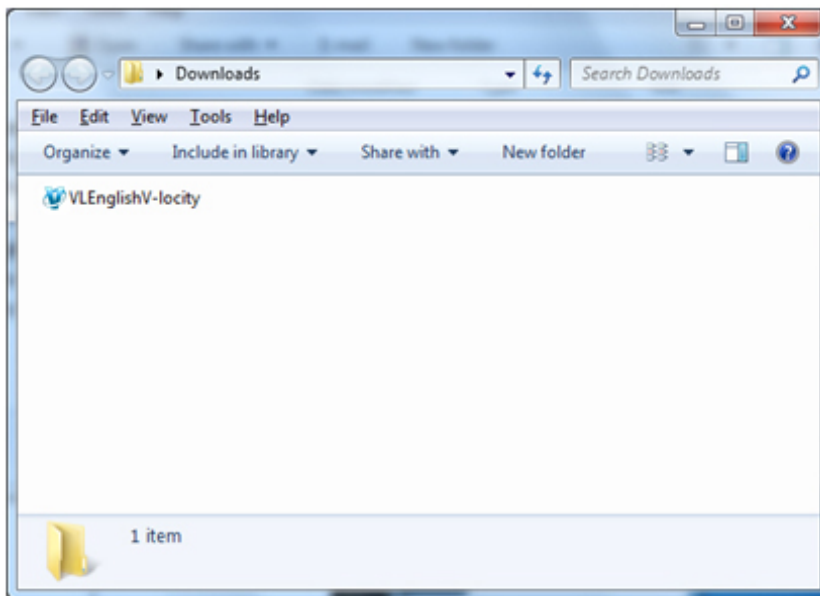 Downloads
Search Downloads
File Edit View Tools Help
Organize Include in library Share with New folder
VLEnglishV-locity
1 item